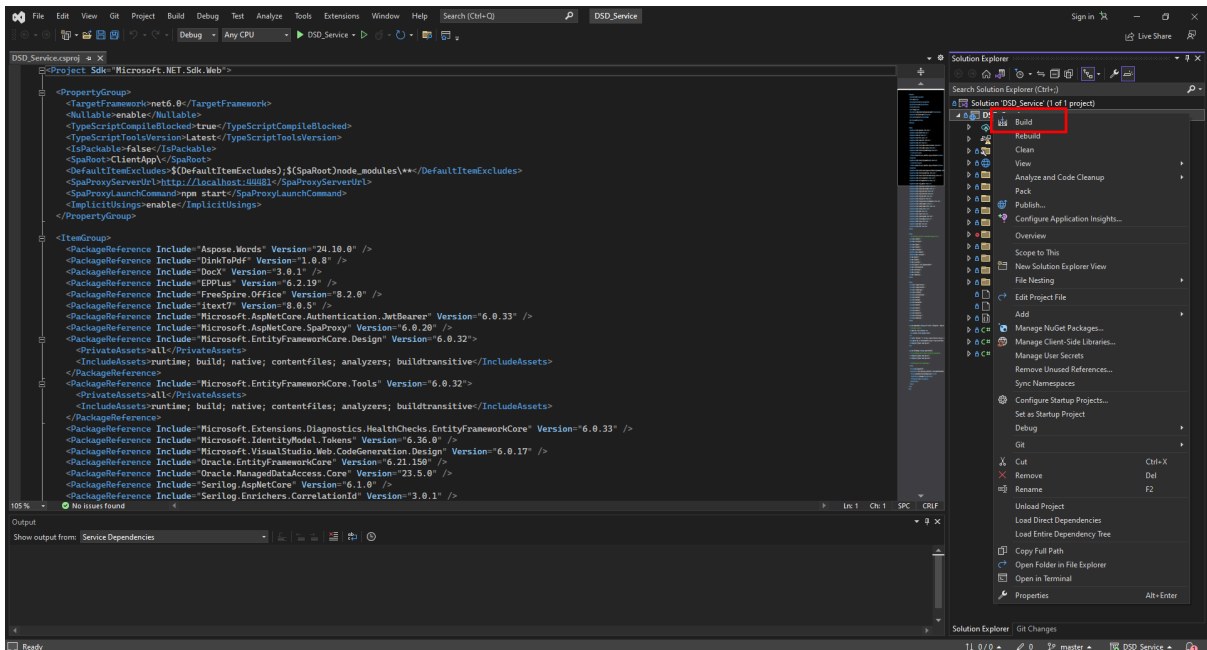 File Edit View Git Project Build Debug Test Analyze Tools Extensions Window Help Search (Ctrl+Q) DSD_Service Sign in
Debug Any CPU DSD_Service Live Share
DSD_Service.csproj
<Project Sdk="Microsoft.NET.Sdk.Web">
<PropertyGroup>
<TargetFramework>net6.0</TargetFramework>
<Nullable>enable</Nullable>
<TypeScriptCompileBlocked>true</TypeScriptCompileBlocked>
<TypeScriptToolsVersion>Latest</TypeScriptToolsVersion>
<IsPackable>false</IsPackable>
<SpaRoot>ClientApp\</SpaRoot>
<DefaultItemExcludes>$(DefaultItemExcludes);$(SpaRoot)node_modules\**</DefaultItemExcludes>
<SpaProxyServerUrl>http://localhost:44481</SpaProxyServerUrl>
<SpaProxyLaunchCommand>npm start</SpaProxyLaunchCommand>
<ImplicitUsings>enable</ImplicitUsings>
</PropertyGroup>
<ItemGroup>
<PackageReference Include="Aspose.Words" Version="24.10.0" />
<PackageReference Include="DinkToPdf" Version="1.0.8" />
<PackageReference Include="DocX" Version="3.0.1" />
<PackageReference Include="EPPlus" Version="6.2.19" />
<PackageReference Include="FreeSpire.Office" Version="8.2.0" />
<PackageReference Include="itext7" Version="8.0.5" />
<PackageReference Include="Microsoft.AspNetCore.Authentication.JwtBearer" Version="6.0.33" />
<PackageReference Include="Microsoft.AspNetCore.SpaProxy" Version="6.0.20" />
<PackageReference Include="Microsoft.EntityFrameworkCore.Design" Version="6.0.32">
<PrivateAssets>all</PrivateAssets>
<IncludeAssets>runtime; build; native; contentfiles; analyzers; buildtransitive</IncludeAssets>
</PackageReference>
<PackageReference Include="Microsoft.EntityFrameworkCore.Tools" Version="6.0.32">
<PrivateAssets>all</PrivateAssets>
<IncludeAssets>runtime; build; native; contentfiles; analyzers; buildtransitive</IncludeAssets>
</PackageReference>
<PackageReference Include="Microsoft.Extensions.Diagnostics.HealthChecks.EntityFrameworkCore" Version="6.0.33" />
<PackageReference Include="Microsoft.IdentityModel.Tokens" Version="6.36.0" />
<PackageReference Include="Microsoft.VisualStudio.Web.CodeGeneration.Design" Version="6.0.17" />
<PackageReference Include="Oracle.EntityFrameworkCore" Version="6.21.150" />
<PackageReference Include="Oracle.ManagedDataAccess.Core" Version="23.5.0" />
<PackageReference Include="Serilog.AspNetCore" Version="6.1.0" />
<PackageReference Include="Serilog.Enrichers.CorrelationId" Version="3.0.1" />
105 % No issues found Ln: 1 Ch: 1 SPC CRLF
Output
Show output from: Service Dependencies
Solution Explorer
Search Solution Explorer (Ctrl+;)
Solution 'DSD_Service' (1 of 1 project)
Build
Rebuild
Clean
View
Analyze and Code Cleanup
Pack
Publish...
Configure Application Insights...
Overview
Scope to This
New Solution Explorer View
File Nesting
Edit Project File
Add
Manage NuGet Packages...
Manage Client-Side Libraries...
Manage User Secrets
Remove Unused References...
Sync Namespaces
Configure Startup Projects...
Set as Startup Project
Debug
Git
Cut Ctrl+X
Remove Del
Rename F2
Unload Project
Load Direct Dependencies
Load Entire Dependency Tree
Copy Full Path
Open Folder in File Explorer
Open in Terminal
Properties Alt+Enter
Solution Explorer Git Changes
Ready 0 / 0 0 master DSD_Service